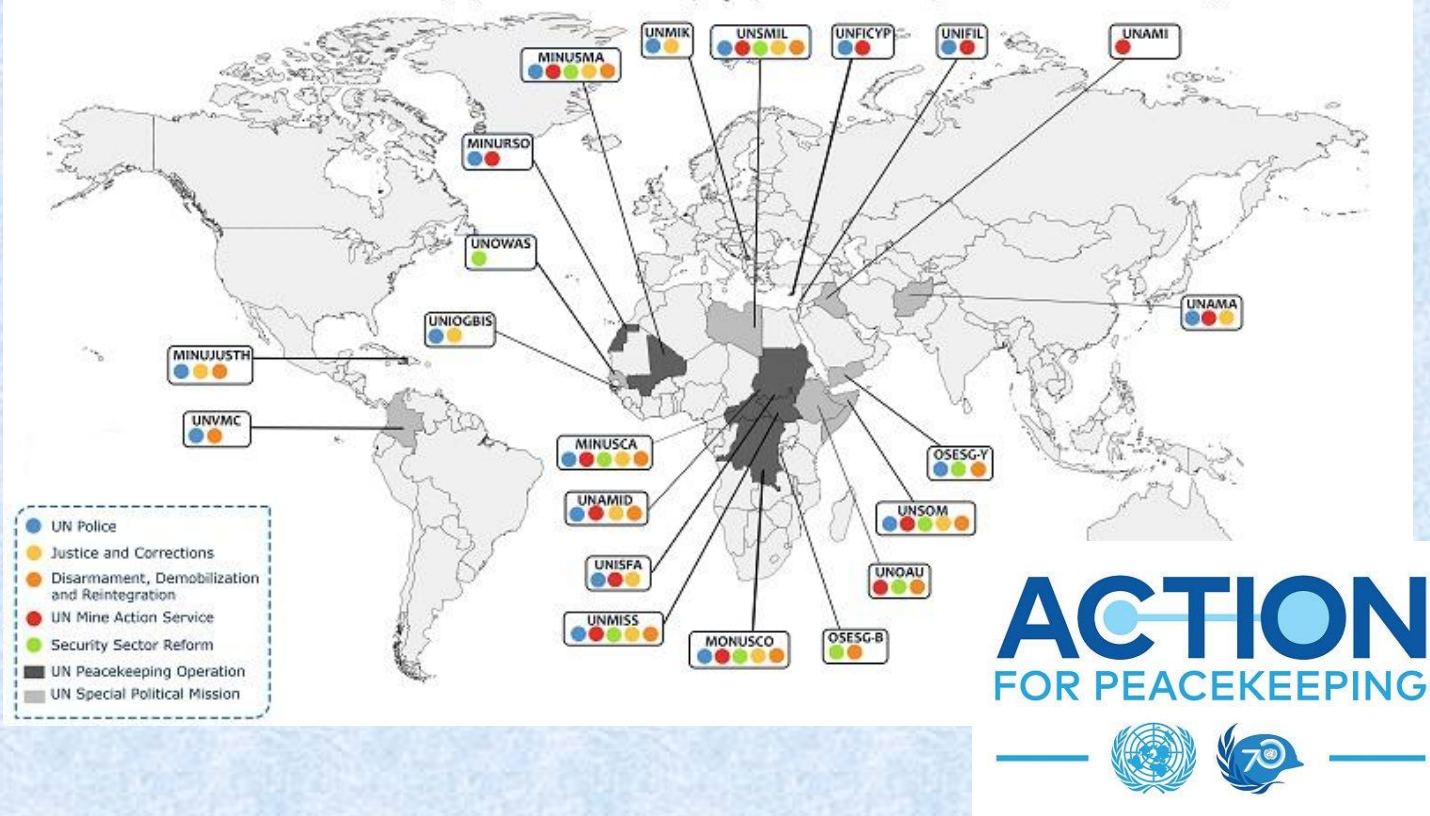 UNMIK
UNSMIL
UNFICYP
UNIFIL
UNAMI
MINUSMA
MINURSO
UNOWAS
UNAMA
UNIOGBIS
MINUJUSTH
UNVMC
MINUSCA
OSESG-Y
UNAMID
UNSOM
UNISFA
UNOAU
UNMISS
MONUSCO
OSESG-B
UN Police
Justice and Corrections
Disarmament, Demobilization
and Reintegration
UN Mine Action Service
Security Sector Reform
UN Peacekeeping Operation
UN Special Political Mission
ACTION
FOR PEACEKEEPING
70